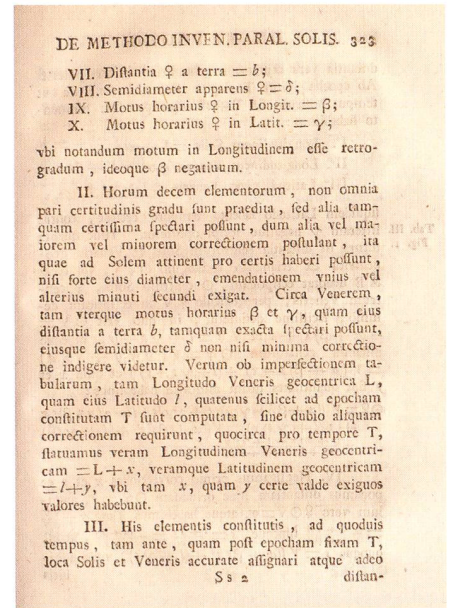 DE METHODO INVEN. PARAL. SOLIS. 323
VII. Diſtantia ♀ a terra = b;
VIII. Semidiameter apparens ♀ = δ;
IX. Motus horarius ♀ in Longit. = β;
X. Motus horarius ♀ in Latit. = γ;
vbi notandum motum in Longitudinem eſſe retro-
gradum, ideoque β negatiuum.
II. Horum decem elementorum, non omnia
pari certitudinis gradu ſunt praedita, ſed alia tam-
quam certiſſima ſpectari poſſunt, dum alia vel ma-
iorem vel minorem correctionem poſtulant, ita
quae ad Solem attinent pro certis haberi poſſunt,
niſi forte eius diameter, emendationem vnius vel
alterius minuti ſecundi exigat. Circa Venerem,
tam vterque motus horarius β et γ, quam eius
diſtantia a terra b, tamquam exacta ſpectari poſſunt,
eiusque ſemidiameter δ non niſi minima correctio-
ne indigere videtur. Verum ob imperfectionem ta-
bularum, tam Longitudo Veneris geocentrica L,
quam eius Latitudo l, quatenus ſcilicet ad epocham
conſtitutam T ſunt computata, ſine dubio aliquam
correctionem requirunt, quocirca pro tempore T,
ſtatuamus veram Longitudinem Veneris geocentri-
cam = L+x, veramque Latitudinem geocentricam
= l+y, vbi tam x, quam y certe valde exiguos
valores habebunt.
III. His elementis conſtitutis, ad quoduis
tempus, tam ante, quam poſt epocham fixam T,
loca Solis et Veneris accurate aſſignari atque adeo
S s 2 diſtan-